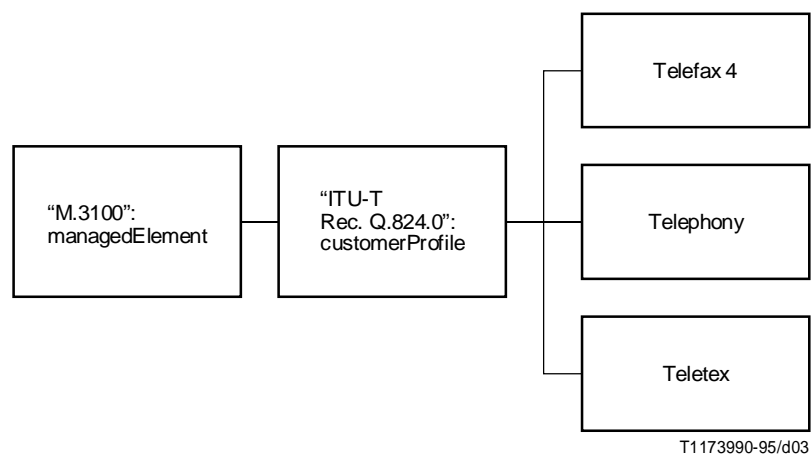 “M.3100”:
managedElement
“ITU-T
Rec. Q.824.0”:
customerProfile
Telefax 4
Telephony
Teletex
T1173990-95/d03